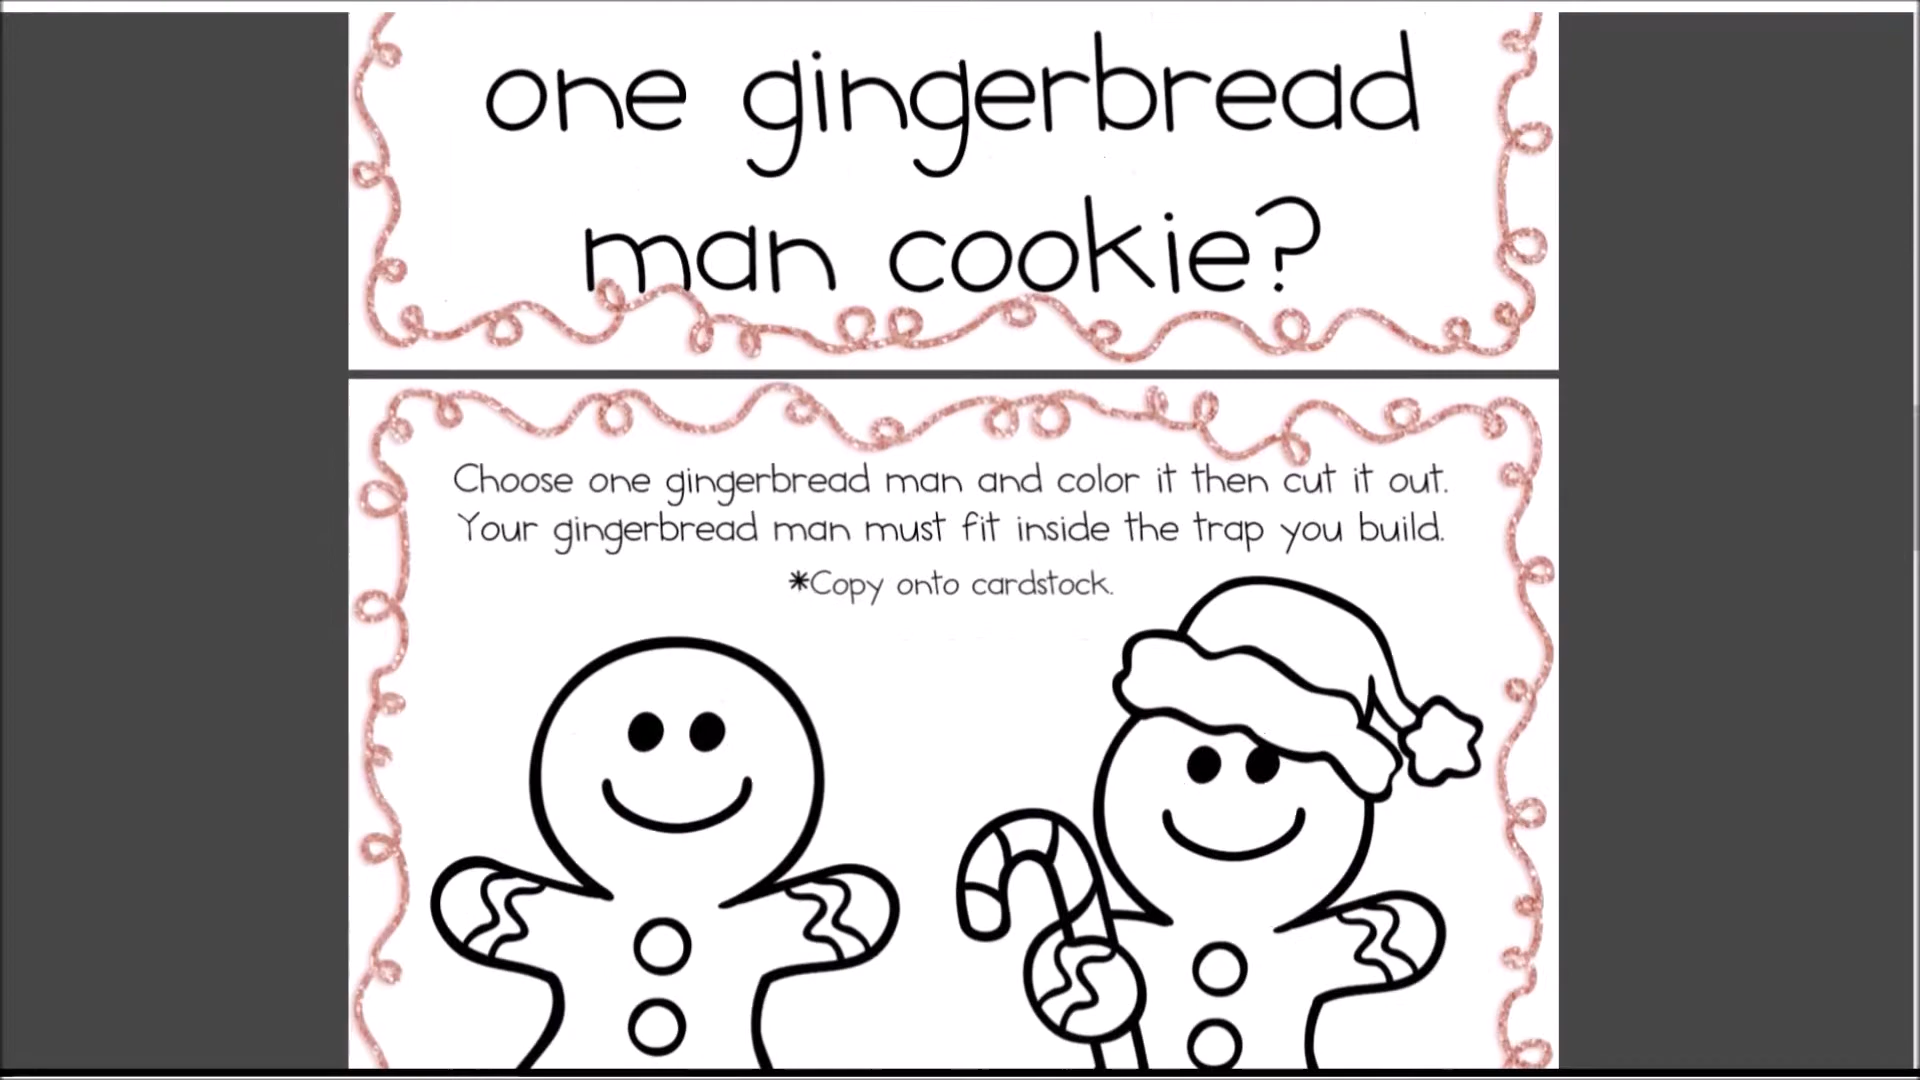 one gingerbread
man cookie?
Choose one gingerbread man and color it then cut it out.
Your gingerbread man must fit inside the trap you build.
*Copy onto cardstock.